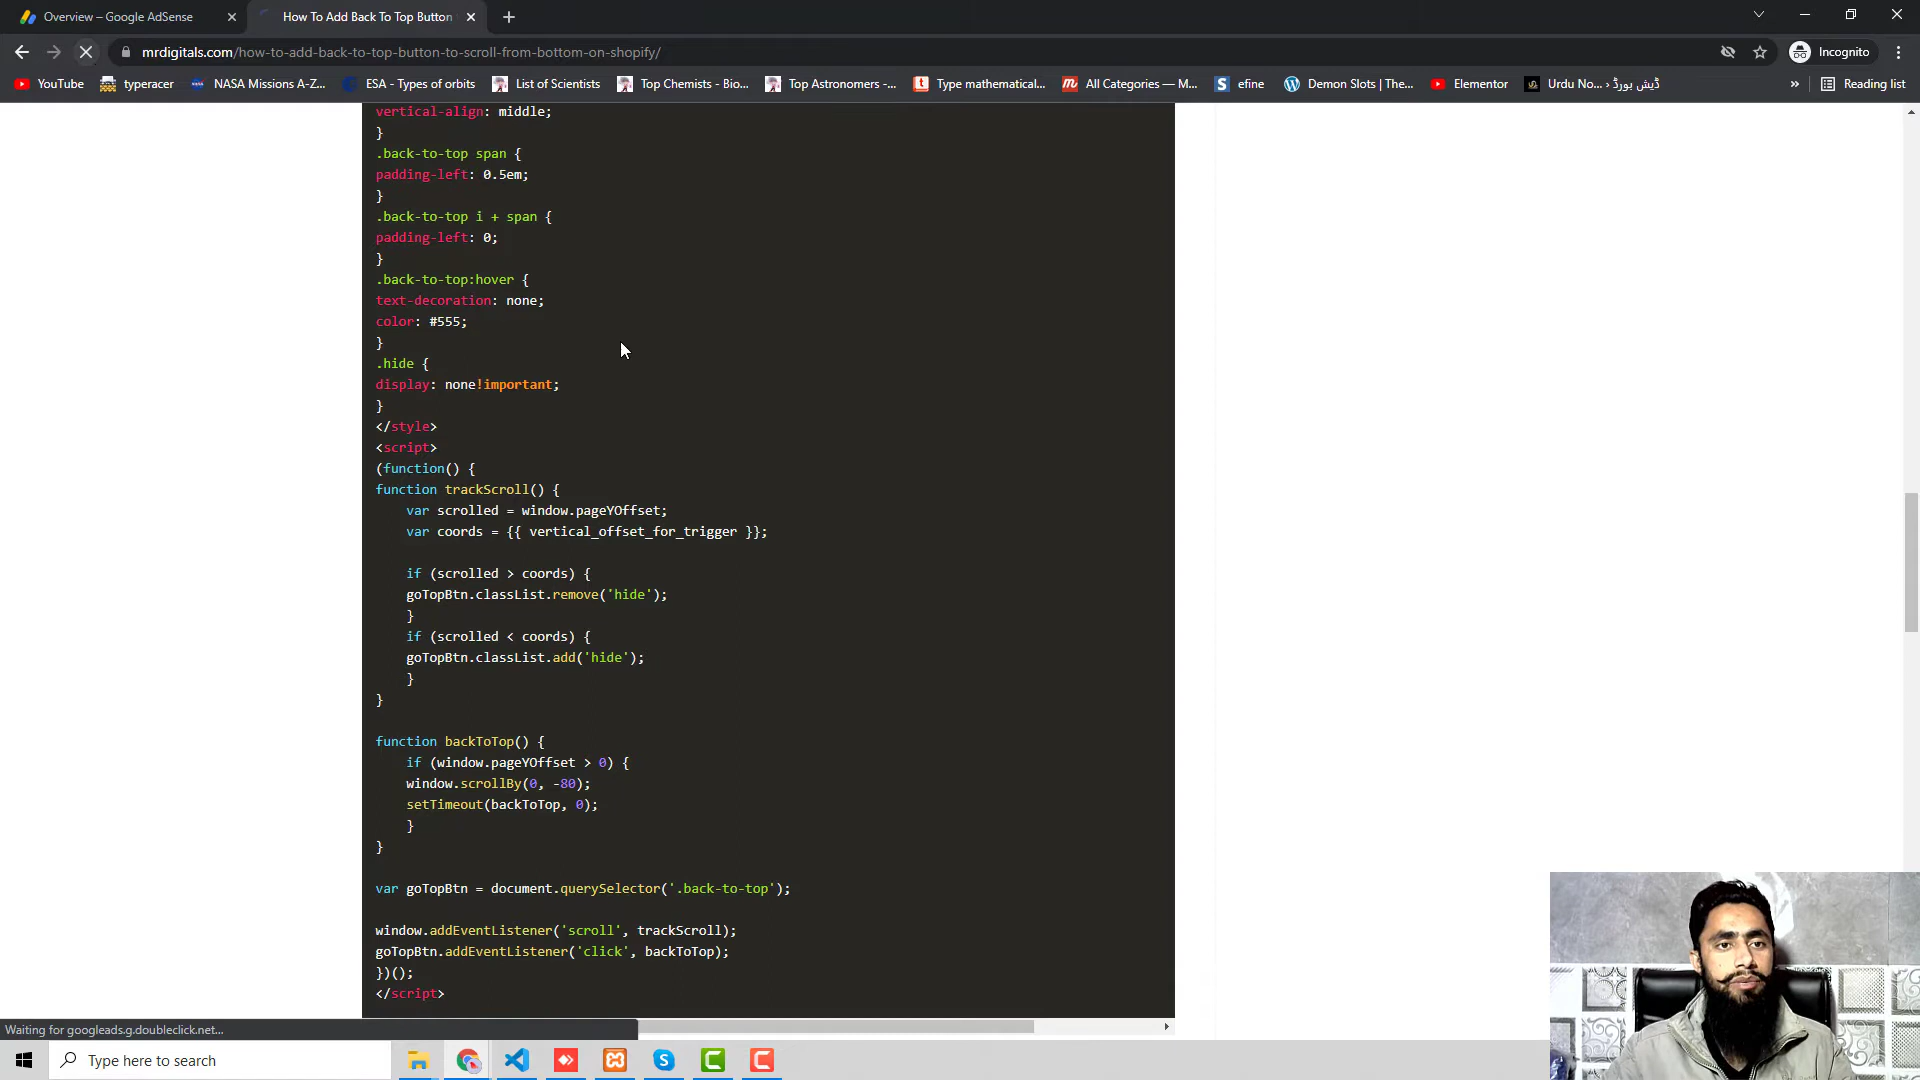 Overview – Google AdSense
How To Add Back To Top Button
Incognito
mrdigitals.com/how-to-add-back-to-top-button-to-scroll-from-bottom-on-shopify/
YouTube
typeracer
NASA Missions A-Z...
ESA - Types of orbits
List of Scientists
Top Chemists - Bio...
Top Astronomers -...
Type mathematical...
All Categories — M...
efine
Demon Slots | The...
Elementor
Urdu No... ‹ ڈیش بورڈ
»
Reading list
vertical-align: middle;
}
.back-to-top span {
padding-left: 0.5em;
}
.back-to-top i + span {
padding-left: 0;
}
.back-to-top:hover {
text-decoration: none;
color: #555;
}
.hide {
display: none!important;
}
</style>
<script>
(function() {
function trackScroll() {
var scrolled = window.pageYOffset;
var coords = {{ vertical_offset_for_trigger }};
if (scrolled > coords) {
goTopBtn.classList.remove('hide');
}
if (scrolled < coords) {
goTopBtn.classList.add('hide');
}
}
function backToTop() {
if (window.pageYOffset > 0) {
window.scrollBy(0, -80);
setTimeout(backToTop, 0);
}
}
var goTopBtn = document.querySelector('.back-to-top');
window.addEventListener('scroll', trackScroll);
goTopBtn.addEventListener('click', backToTop);
})();
</script>
Waiting for googleads.g.doubleclick.net...
Type here to search